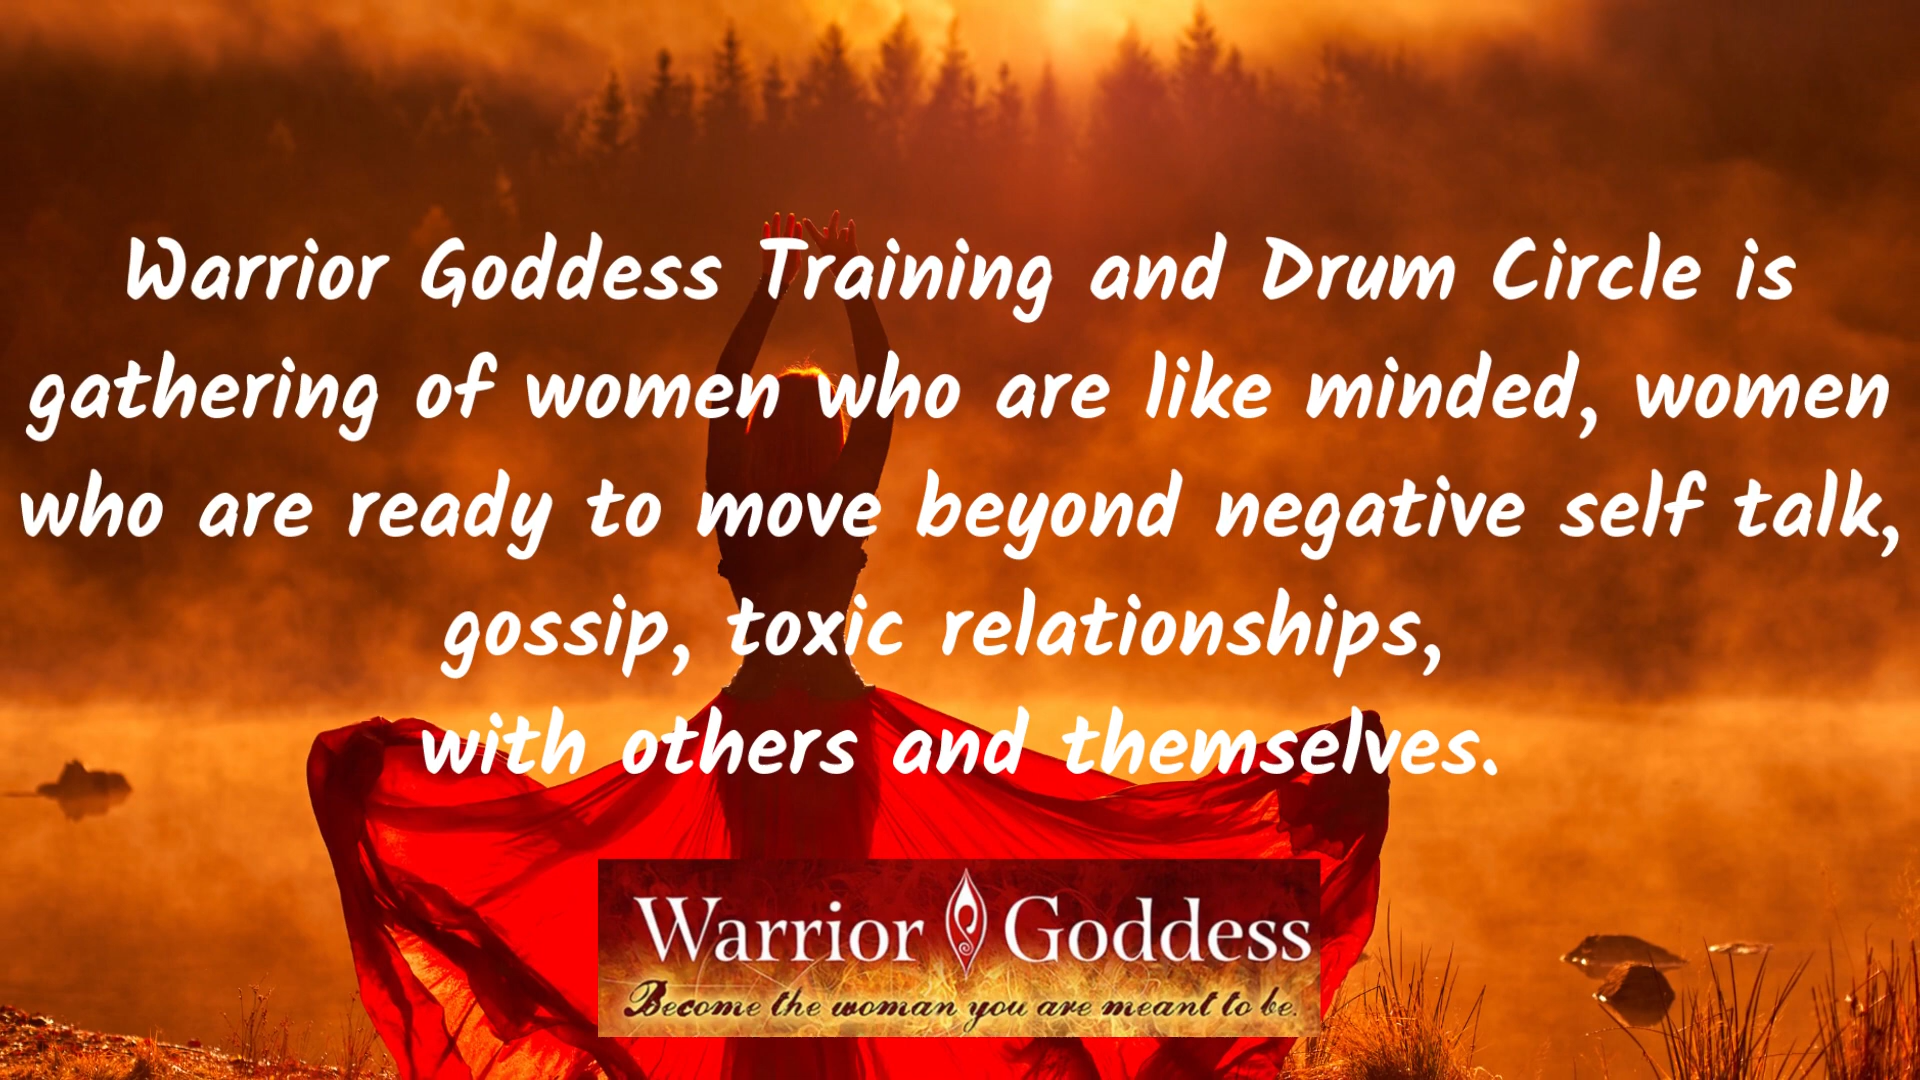 Warrior Goddess Training and Drum Circle is
gathering of women who are like minded, women
who are ready to move beyond negative self talk,
gossip, toxic relationships,
with others and themselves.
Warrior Goddess
Become the woman you are meant to be.